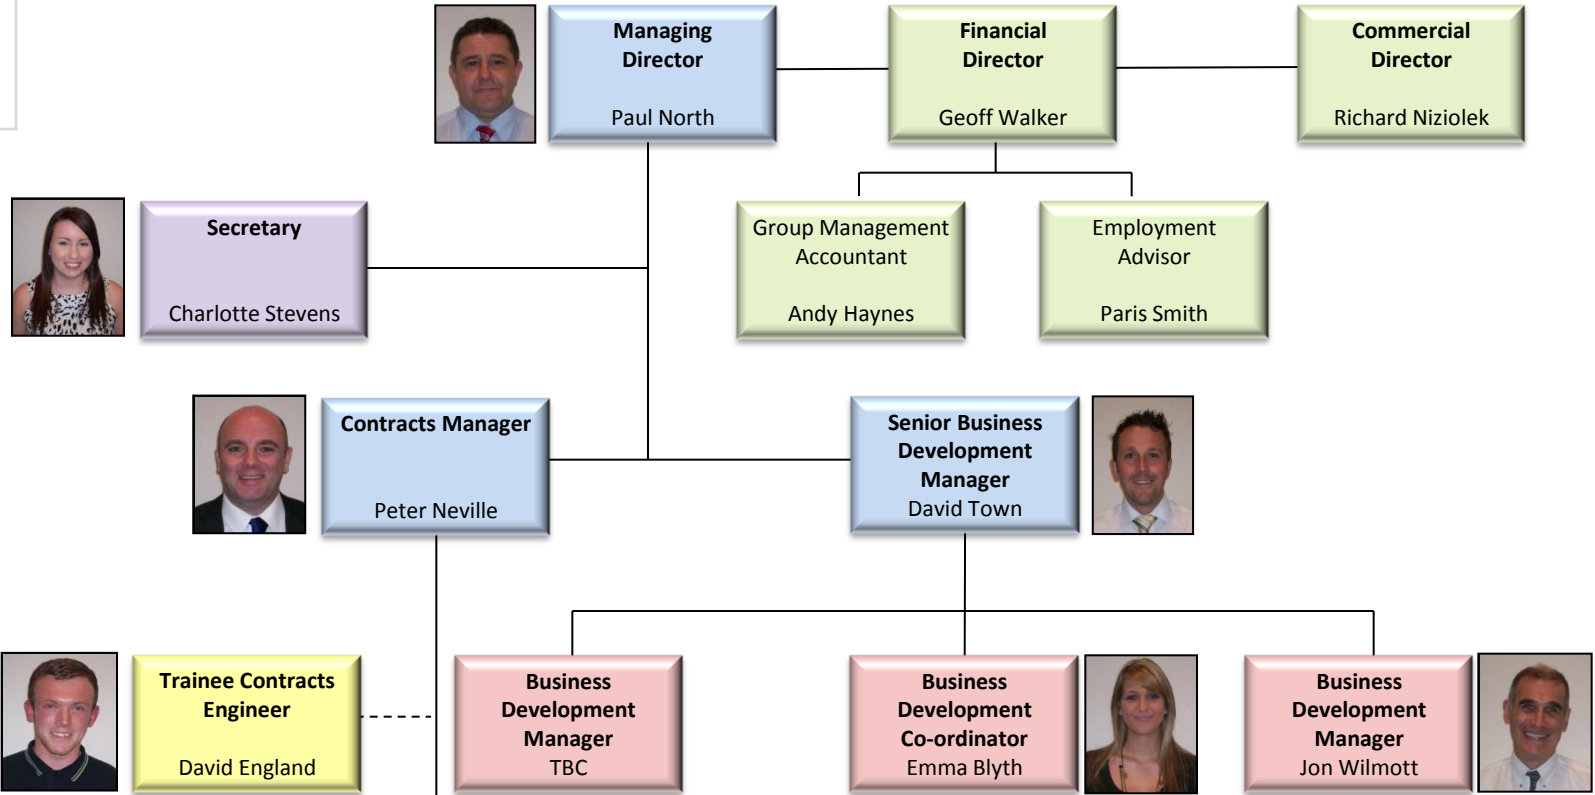 Managing
Director
Paul North
Financial
Director
Geoff Walker
Commercial
Director
Richard Niziolek
Secretary
Charlotte Stevens
Group Management
Accountant
Andy Haynes
Employment
Advisor
Paris Smith
Contracts Manager
Peter Neville
Senior Business
Development
Manager
David Town
Trainee Contracts
Engineer
David England
Business
Development
Manager
TBC
Business
Development
Co-ordinator
Emma Blyth
Business
Development
Manager
Jon Wilmott